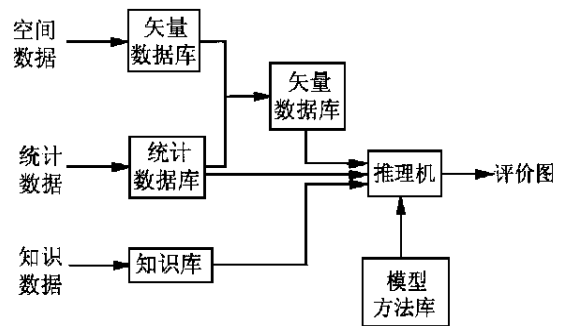 空间
数据
矢量
数据库
矢量
数据库
统计
数据
统计
数据库
推理机
评价图
知识
数据
知识库
模型
方法库